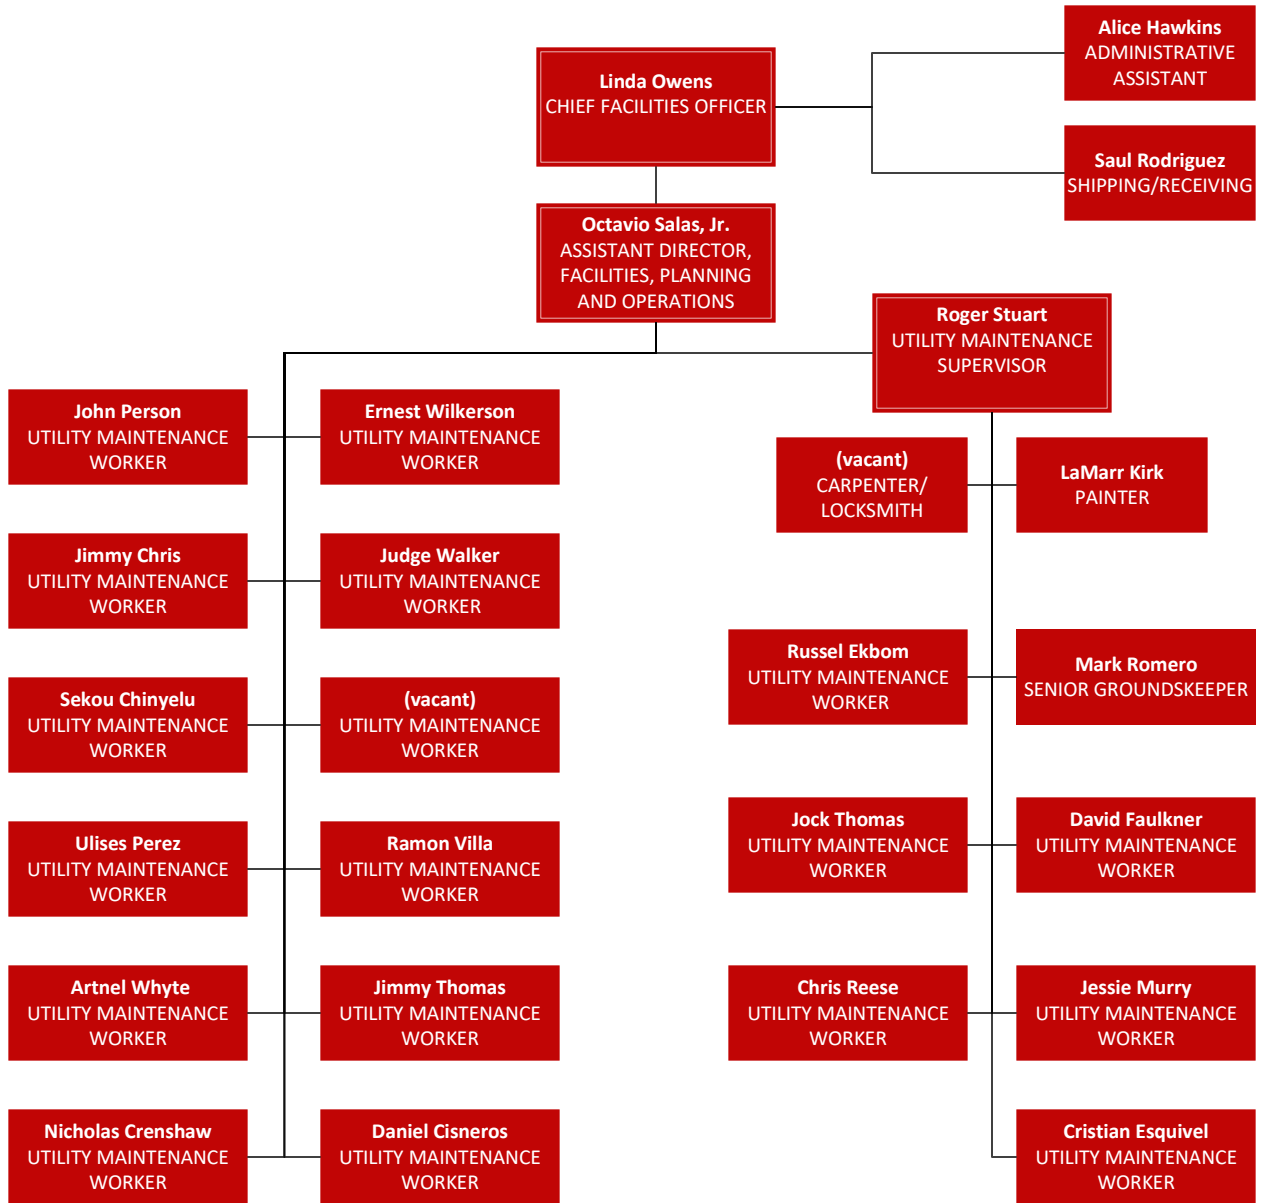 Alice Hawkins
ADMINISTRATIVE
ASSISTANT
Linda Owens
CHIEF FACILITIES OFFICER
Saul Rodriguez
SHIPPING/RECEIVING
Octavio Salas, Jr.
ASSISTANT DIRECTOR,
FACILITIES, PLANNING
AND OPERATIONS
Roger Stuart
UTILITY MAINTENANCE
SUPERVISOR
John Person
UTILITY MAINTENANCE
WORKER
Ernest Wilkerson
UTILITY MAINTENANCE
WORKER
(vacant)
CARPENTER/
LOCKSMITH
LaMarr Kirk
PAINTER
Jimmy Chris
UTILITY MAINTENANCE
WORKER
Judge Walker
UTILITY MAINTENANCE
WORKER
Russel Ekbom
UTILITY MAINTENANCE
WORKER
Mark Romero
SENIOR GROUNDSKEEPER
Sekou Chinyelu
UTILITY MAINTENANCE
WORKER
(vacant)
UTILITY MAINTENANCE
WORKER
Jock Thomas
UTILITY MAINTENANCE
WORKER
David Faulkner
UTILITY MAINTENANCE
WORKER
Ulises Perez
UTILITY MAINTENANCE
WORKER
Ramon Villa
UTILITY MAINTENANCE
WORKER
Artnel Whyte
UTILITY MAINTENANCE
WORKER
Jimmy Thomas
UTILITY MAINTENANCE
WORKER
Chris Reese
UTILITY MAINTENANCE
WORKER
Jessie Murry
UTILITY MAINTENANCE
WORKER
Nicholas Crenshaw
UTILITY MAINTENANCE
WORKER
Daniel Cisneros
UTILITY MAINTENANCE
WORKER
Cristian Esquivel
UTILITY MAINTENANCE
WORKER